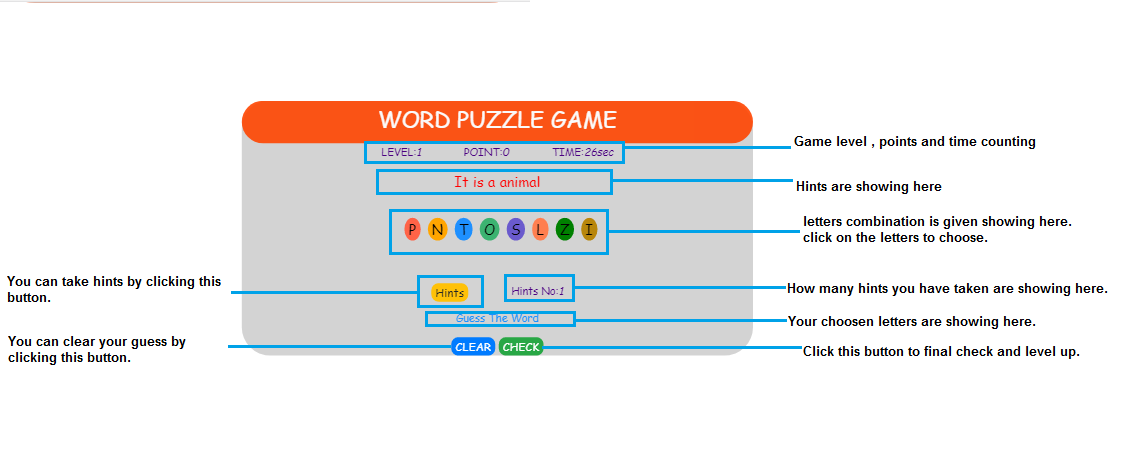 WORD PUZZLE GAME
LEVEL:1 POINT:0 TIME:26sec
Game level , points and time counting
It is a animal
Hints are showing here
P N T O S L Z I
letters combination is given showing here.
click on the letters to choose.
You can take hints by clicking this
button.
Hints
Hints No:1
How many hints you have taken are showing here.
Guess The Word
Your choosen letters are showing here.
You can clear your guess by
clicking this button.
CLEAR CHECK
Click this button to final check and level up.